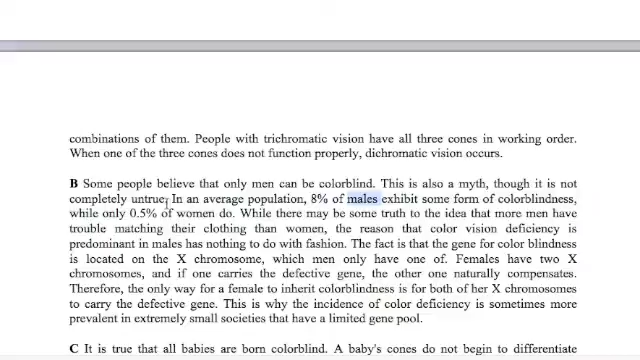 combinations of them. People with trichromatic vision have all three cones in working order.
When one of the three cones does not function properly, dichromatic vision occurs.
B Some people believe that only men can be colorblind. This is also a myth, though it is not
completely untrue. In an average population, 8% of males exhibit some form of colorblindness,
while only 0.5% of women do. While there may be some truth to the idea that more men have
trouble matching their clothing than women, the reason that color vision deficiency is
predominant in males has nothing to do with fashion. The fact is that the gene for color blindness
is located on the X chromosome, which men only have one of. Females have two X
chromosomes, and if one carries the defective gene, the other one naturally compensates.
Therefore, the only way for a female to inherit colorblindness is for both of her X chromosomes
to carry the defective gene. This is why the incidence of color deficiency is sometimes more
prevalent in extremely small societies that have a limited gene pool.
C It is true that all babies are born colorblind. A baby's cones do not begin to differentiate